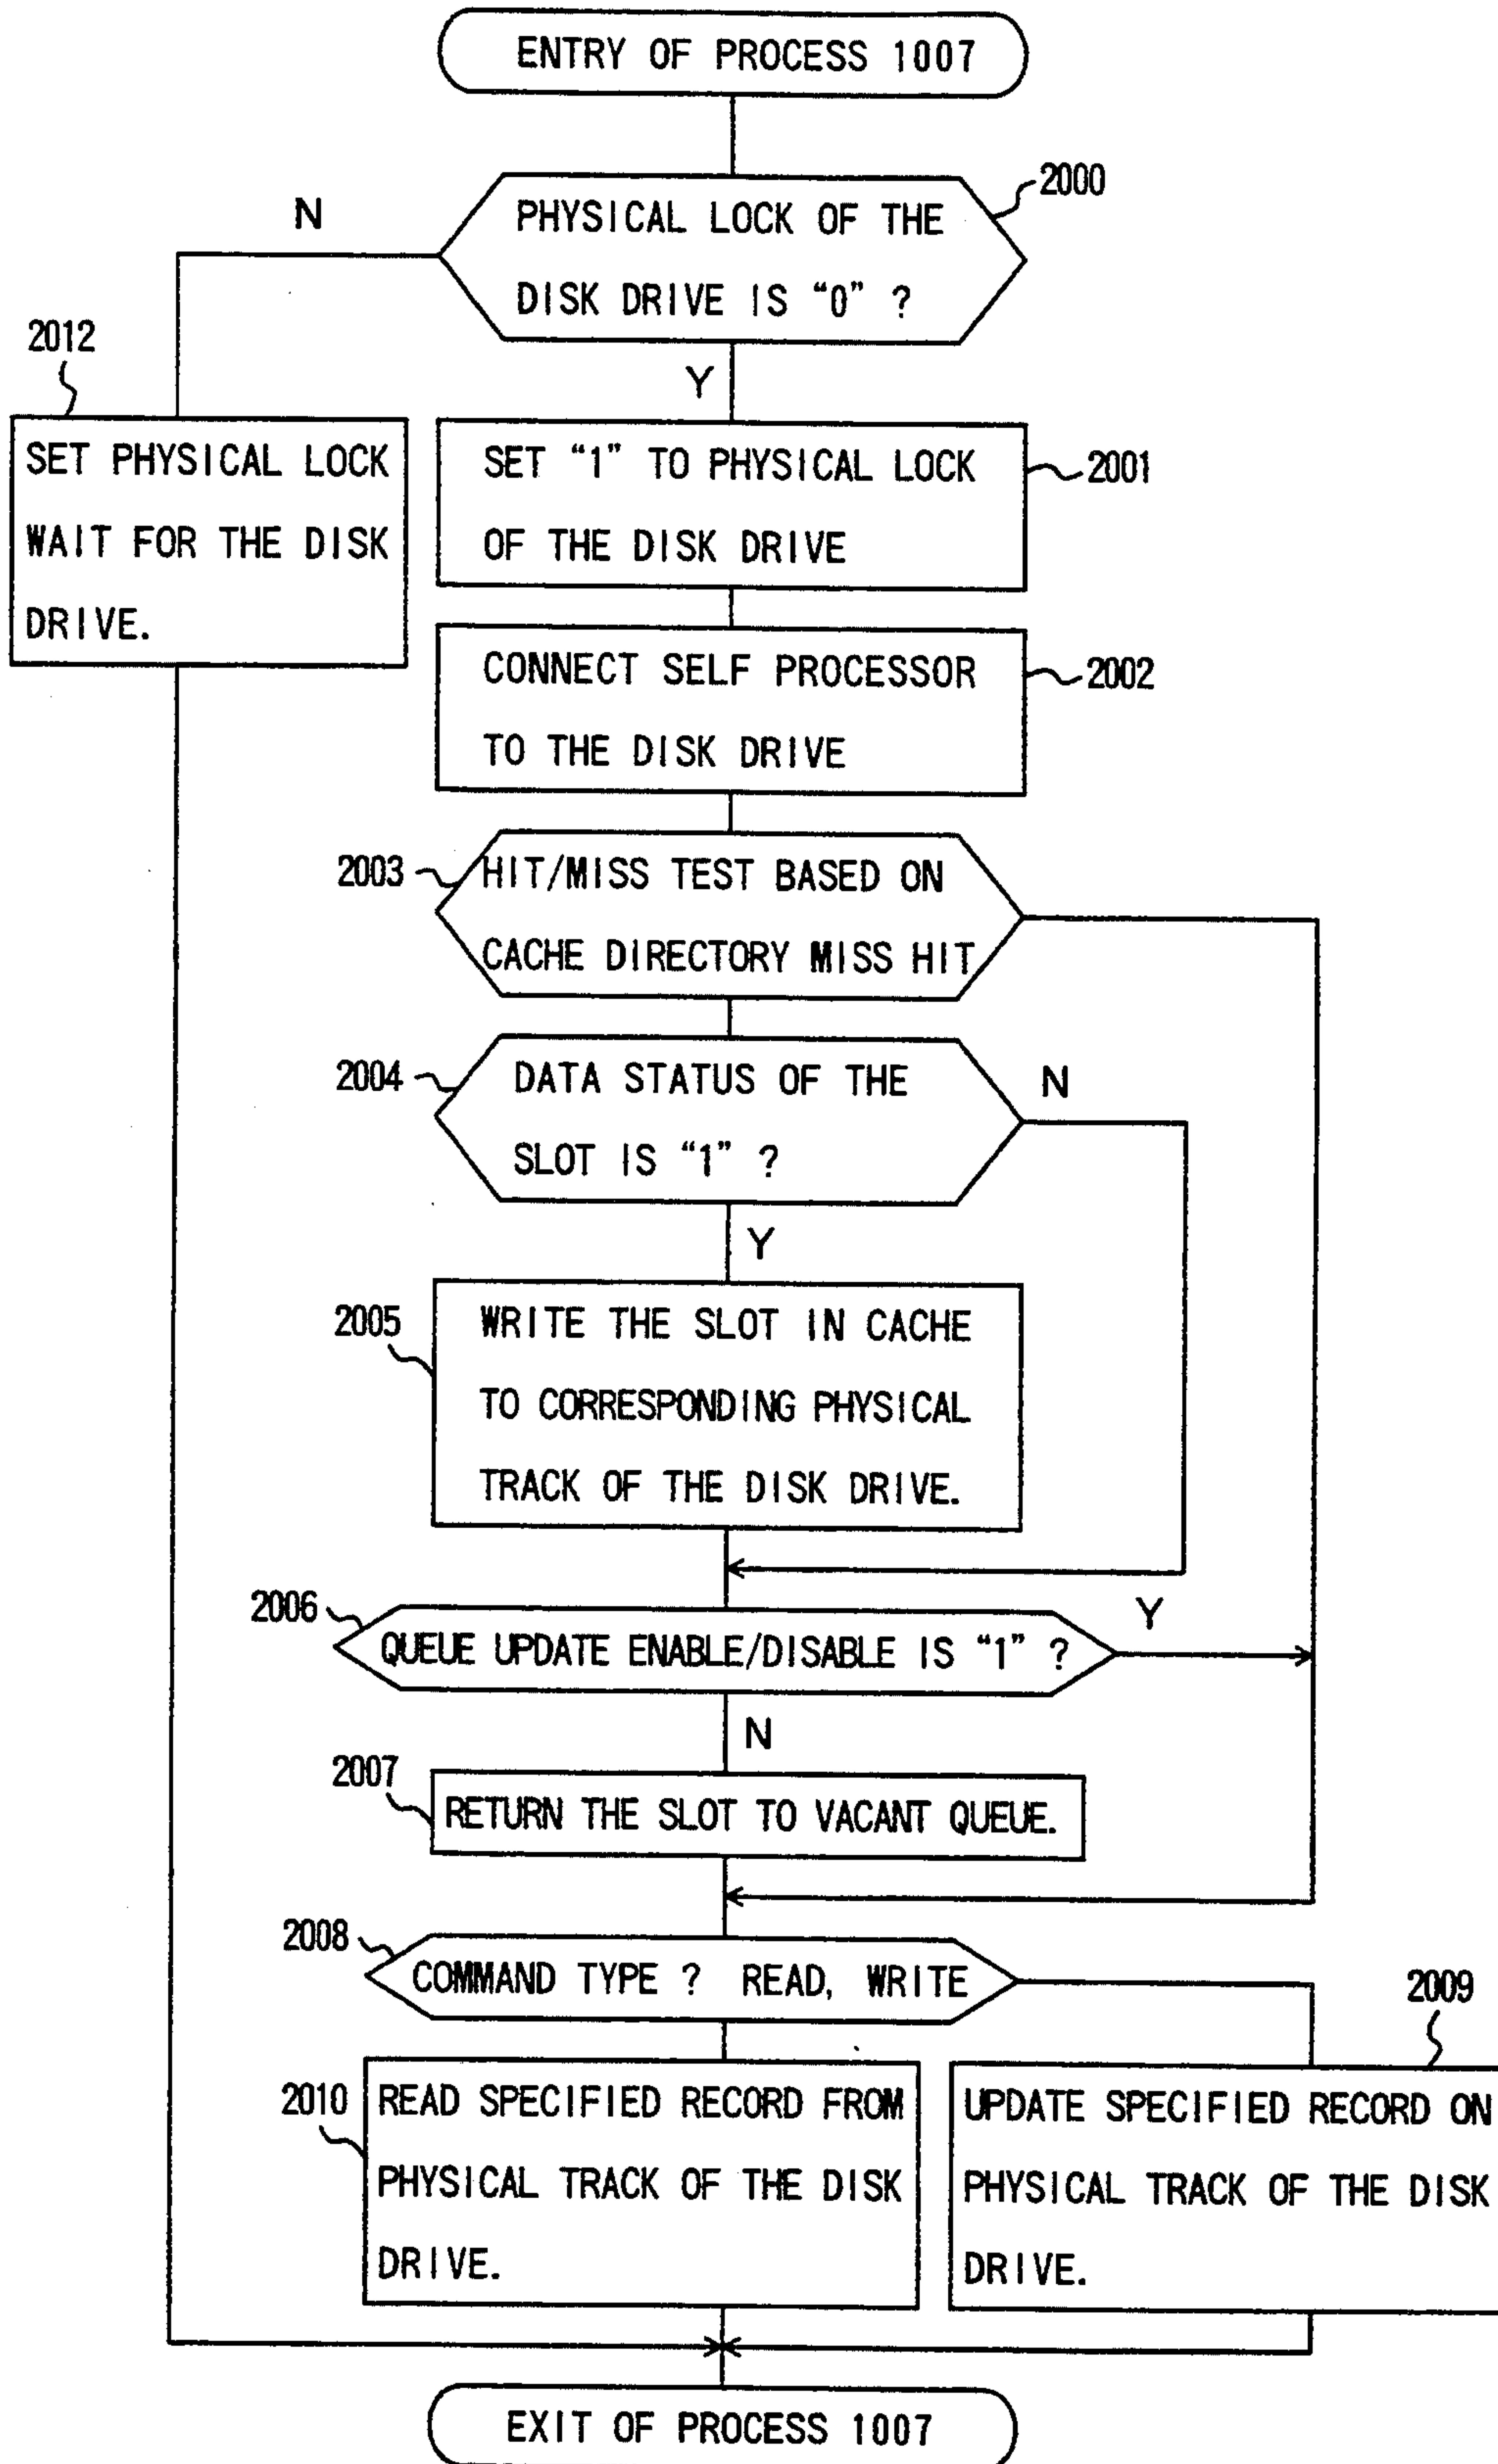 ENTRY OF PROCESS 1007
2000
N
PHYSICAL LOCK OF THE
DISK DRIVE IS “0” ?
2012
Y
SET PHYSICAL LOCK
WAIT FOR THE DISK
DRIVE.
SET “1” TO PHYSICAL LOCK
OF THE DISK DRIVE
2001
CONNECT SELF PROCESSOR
TO THE DISK DRIVE
2002
2003
HIT/MISS TEST BASED ON
CACHE DIRECTORY MISS HIT
2004
DATA STATUS OF THE
SLOT IS “1” ?
N
Y
2005
WRITE THE SLOT IN CACHE
TO CORRESPONDING PHYSICAL
TRACK OF THE DISK DRIVE.
2006
QUEUE UPDATE ENABLE/DISABLE IS “1” ?
Y
N
2007
RETURN THE SLOT TO VACANT QUEUE.
2008
COMMAND TYPE ? READ, WRITE
2009
2010
READ SPECIFIED RECORD FROM
PHYSICAL TRACK OF THE DISK
DRIVE.
UPDATE SPECIFIED RECORD ON
PHYSICAL TRACK OF THE DISK
DRIVE.
EXIT OF PROCESS 1007